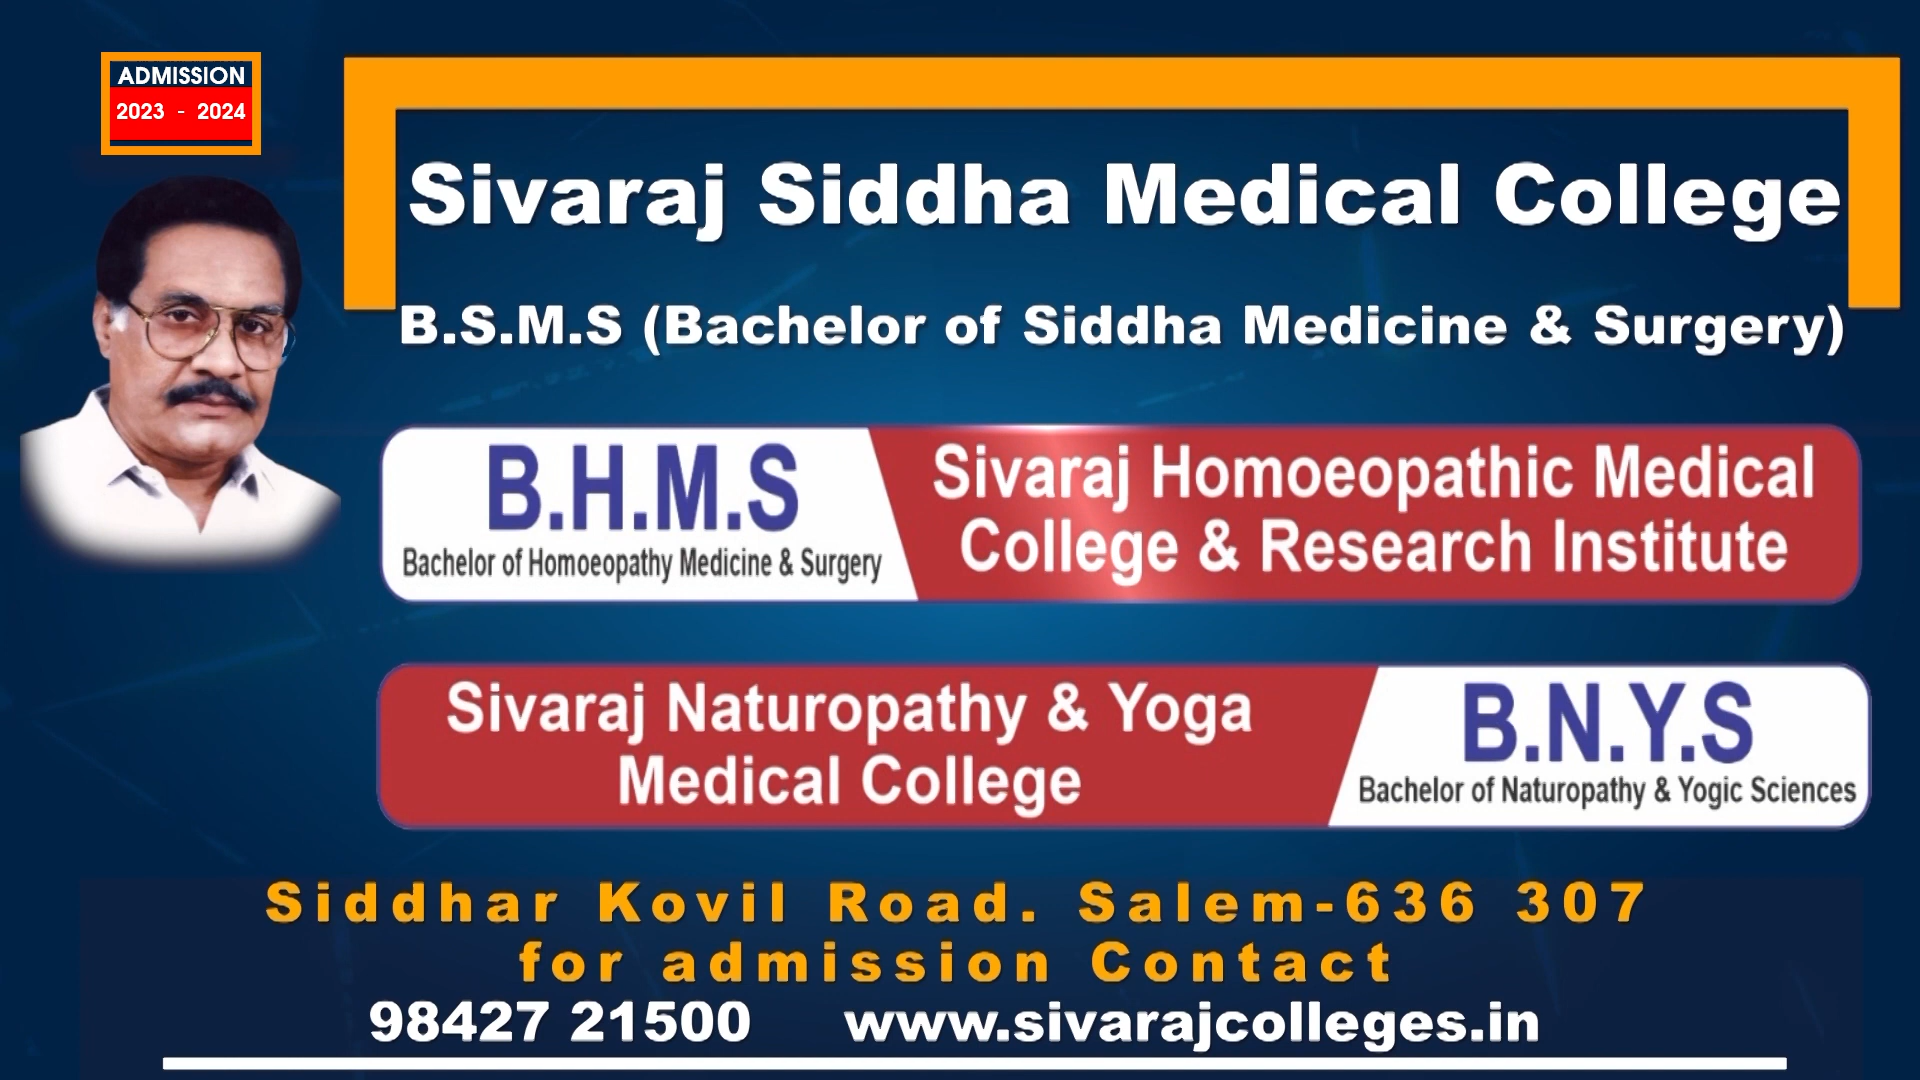 ADMISSION
2023 - 2024
Sivaraj Siddha Medical College
B.S.M.S (Bachelor of Siddha Medicine & Surgery)
B.H.M.S
Bachelor of Homoeopathy Medicine & Surgery
Sivaraj Homoeopathic Medical
College & Research Institute
Sivaraj Naturopathy & Yoga
Medical College
B.N.Y.S
Bachelor of Naturopathy & Yogic Sciences
Siddhar Kovil Road. Salem-636 307
for admission Contact
98427 21500 www.sivarajcolleges.in